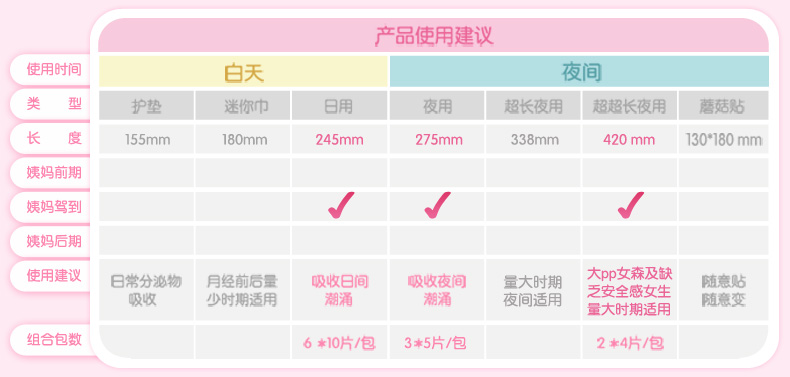 产品使用建议
使用时间 白天 夜间
类 型 护垫 迷你巾 日用 夜用 超长夜用 超超长夜用 蘑菇贴
长 度 155mm 180mm 245mm 275mm 338mm 420 mm 130*180 mm
姨妈前期
姨妈驾到
姨妈后期
使用建议 日常分泌物 月经前后量 吸收日间 吸收夜间 量大时期 大pp女森及缺 随意贴
吸收 少时期适用 潮涌 潮涌 夜间适用 乏安全感女生 随意变
量大时期适用
组合包数 6 *10片/包 3*5片/包 2 *4片/包